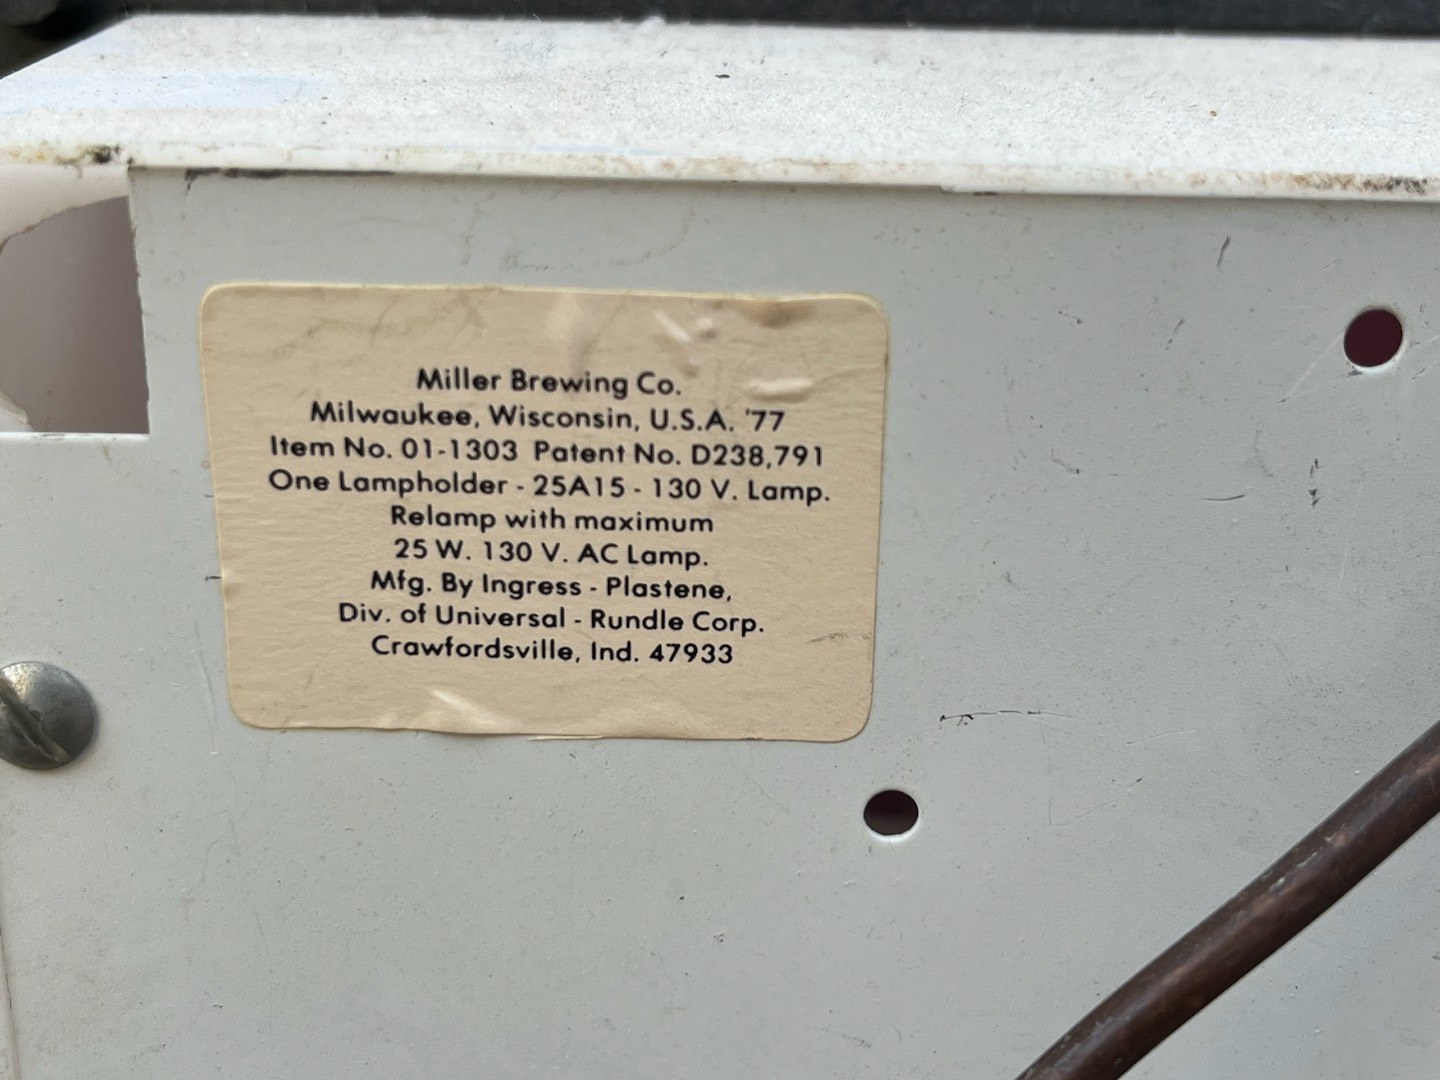 Miller Brewing Co.
Milwaukee, Wisconsin, U.S.A. '77
Item No. 01-1303 Patent No. D238,791
One Lampholder - 25A15 - 130 V. Lamp.
Relamp with maximum
25 W. 130 V. AC Lamp.
Mfg. By Ingress - Plastene,
Div. of Universal - Rundle Corp.
Crawfordsville, Ind. 47933